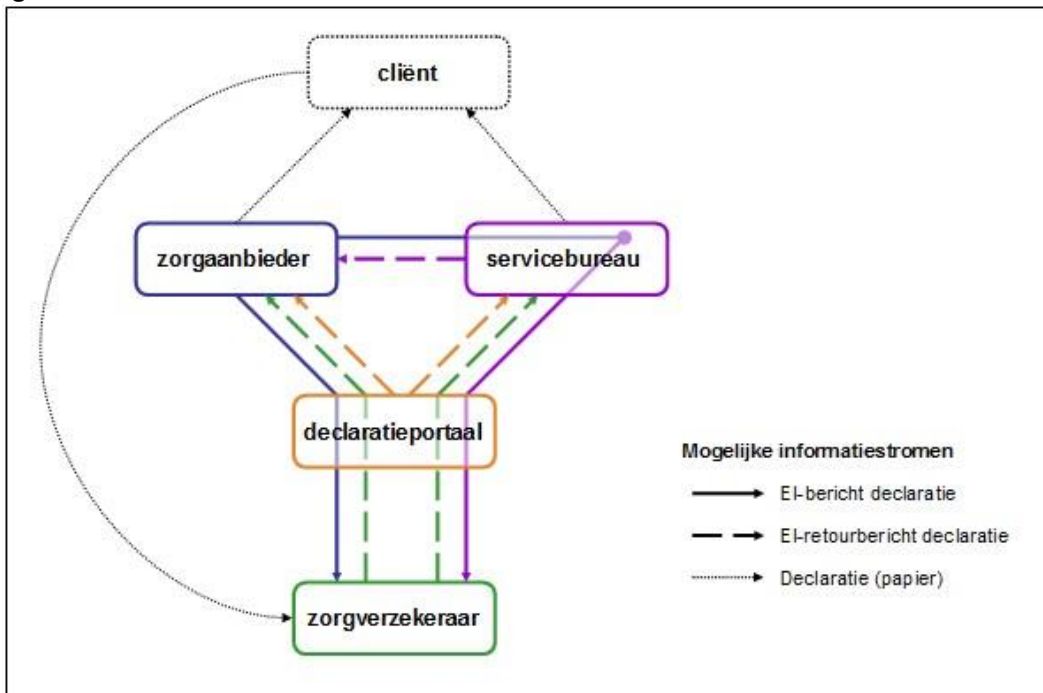 cliënt
zorgaanbieder
servicebureau
declaratieportaal
zorgverzekeraar
Mogelijke informatiestromen
EI-bericht declaratie
EI-retourbericht declaratie
Declaratie (papier)